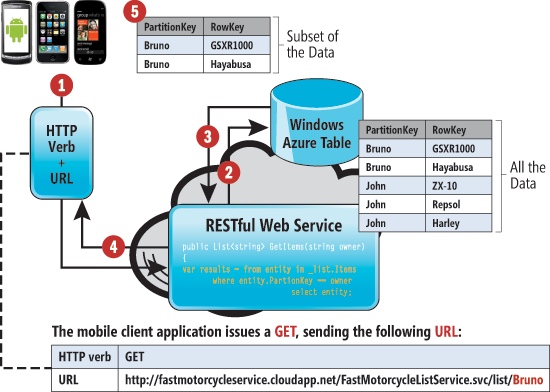 5
PartitionKey RowKey
Bruno GSXR1000
Bruno Hayabusa
Subset of
the Data
1
HTTP
Verb
+
URL
3
Windows
Azure Table
2
PartitionKey RowKey
Bruno GSXR1000
Bruno Hayabusa
John ZX-10
John Repsol
John Harley
All the
Data
4
RESTful Web Service
public List<string> GetItems(string owner)
{
var results = from entity in _list.Items
where entity.PartionKey == owner
select entity;
The mobile client application issues a GET, sending the following URL:
HTTP verb GET
URL http://fastmotorcycleservice.cloudapp.net/FastMotorcycleListService.svc/list/Bruno